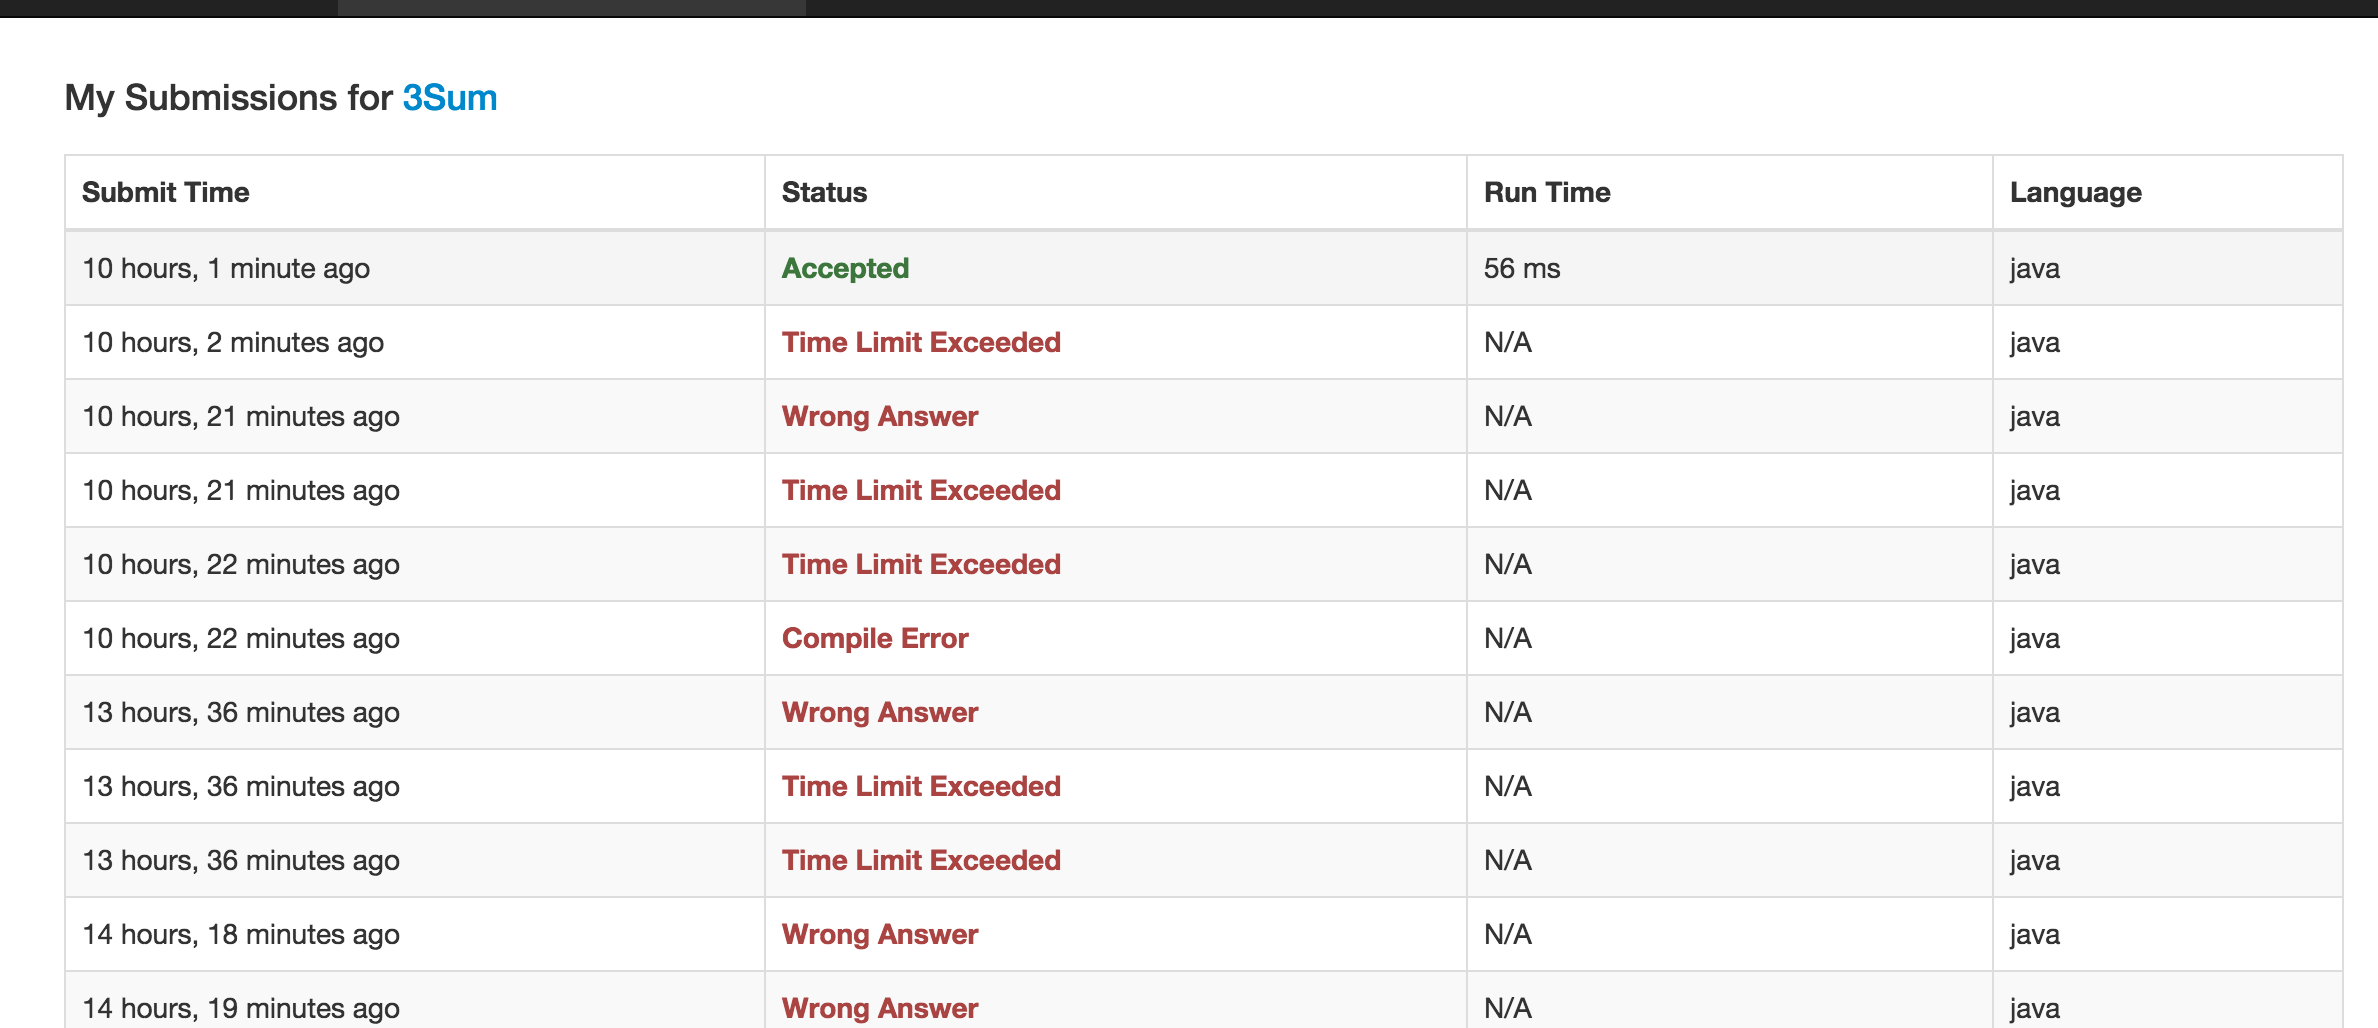 My Submissions for 3Sum
Submit Time Status Run Time Language
10 hours, 1 minute ago Accepted 56 ms java
10 hours, 2 minutes ago Time Limit Exceeded N/A java
10 hours, 21 minutes ago Wrong Answer N/A java
10 hours, 21 minutes ago Time Limit Exceeded N/A java
10 hours, 22 minutes ago Time Limit Exceeded N/A java
10 hours, 22 minutes ago Compile Error N/A java
13 hours, 36 minutes ago Wrong Answer N/A java
13 hours, 36 minutes ago Time Limit Exceeded N/A java
13 hours, 36 minutes ago Time Limit Exceeded N/A java
14 hours, 18 minutes ago Wrong Answer N/A java
14 hours, 19 minutes ago Wrong Answer N/A java